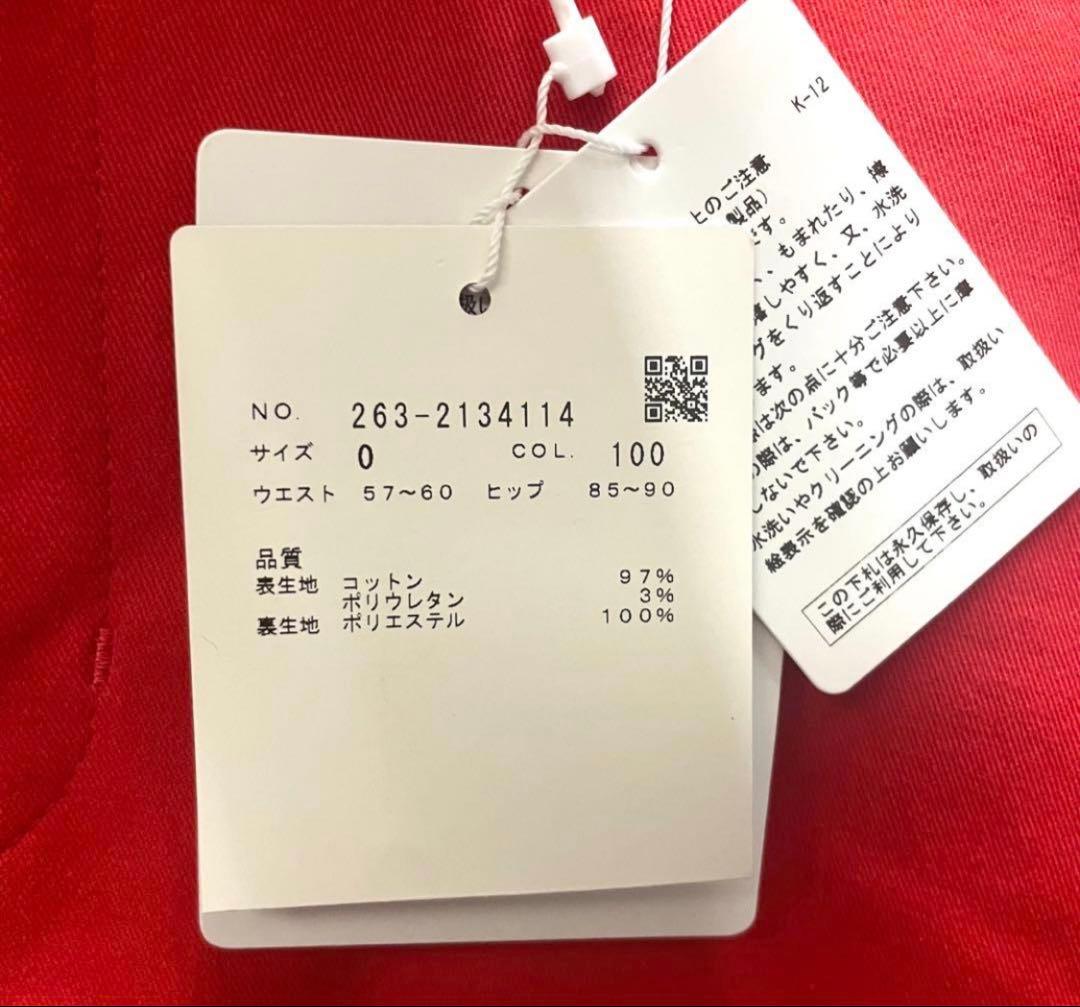 NO. 263-2134114
サイズ 0 COL. 100
ウエスト 57〜60 ヒップ 85〜90
品質
表生地 コットン 97%
ポリウレタン 3%
裏生地 ポリエステル 100%
扱い
K-12
上のご注意
製品)
です。
、もまれたり、摩
落しやすく、又、水洗
グをくり返すことにより
ます。
際は次の点に十分ご注意下さい。
の際は、バック等で必要以上に摩
しないで下さい。
水洗いやクリーニングの際は、取扱い
絵表示を確認の上お願いします。
この下札は永久保存し、取扱いの
際にご利用して下さい。